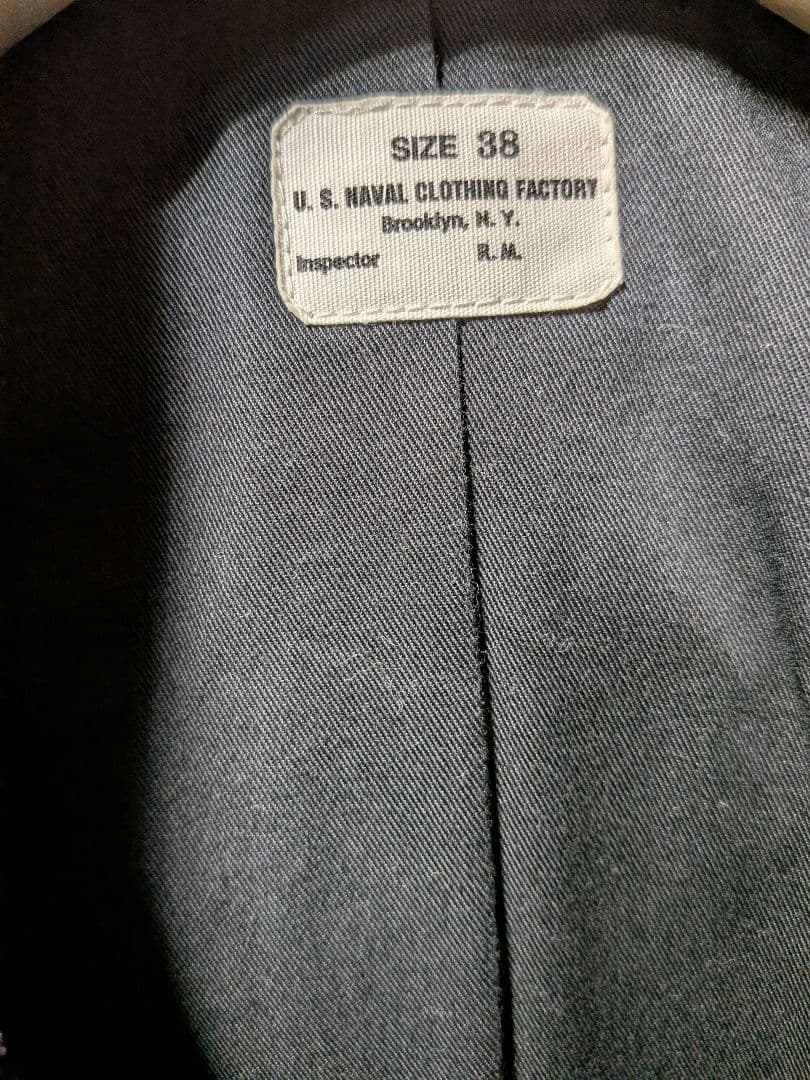 SIZE 38
U. S. NAVAL CLOTHING FACTORY
Brooklyn, N. Y.
Inspector R. M.